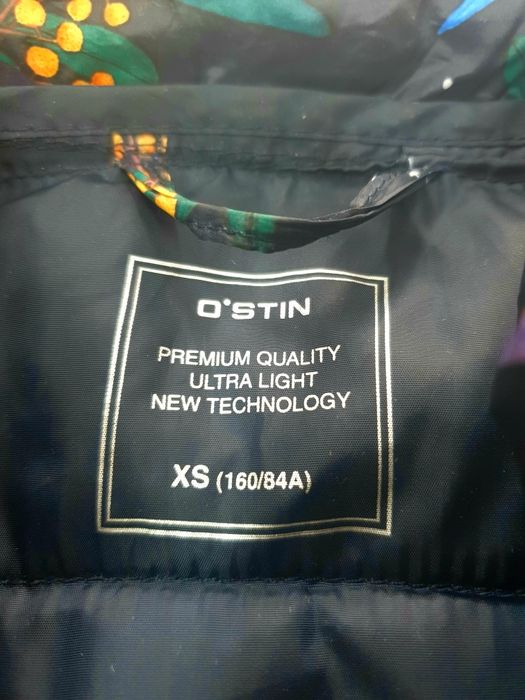 O'STIN
PREMIUM QUALITY
ULTRA LIGHT
NEW TECHNOLOGY
XS (160/84A)